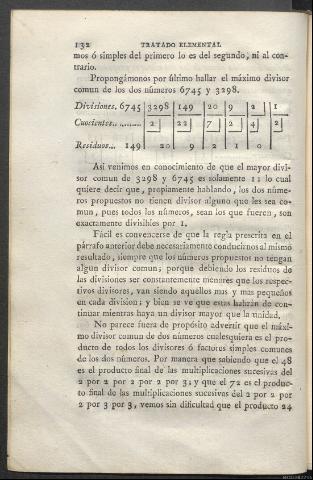 132 TRATADO ELEMENTAL
mos ó simples del primero lo es del segundo, ni al con-
trario.
Propongámonos por último hallar el máximo divisor
comun de los dos números 6745 y 3298.
Divisiones. 6745 | 3298 | 149 | 20 | 9 | 2 | 1
Cuocientes... 2 | 22 | 7 | 2 | 4 | 2
Residuos... 149 20 9 2 1 0
Asi venimos en conocimiento de que el mayor divi-
sor comun de 3298 y 6745 es solamente 1; lo cual
quiere decir que, propiamente hablando, los dos núme-
ros propuestos no tienen divisor alguno que les sea co-
mun, pues todos los números, sean los que fueren, son
exactamente divisibles por 1.
Fácil es convencerse de que la regla prescrita en el
párrafo anterior debe necesariamente conducirnos al mismo
resultado, siempre que los números propuestos no tengan
algun divisor comun; porque debiendo los residuos de
las divisiones ser constantemente menores que los respec-
tivos divisores, van siendo aquellos mas y mas pequeños
en cada division; y bien se ve que estas habrán de con-
tinuar mientras haya un divisor mayor que la unidad.
No parece fuera de propósito advertir que el máxi-
mo divisor comun de dos números cualesquiera es el pro-
ducto de todos los divisores ó factores simples comunes
de los dos números. Por manera que sabiendo que el 48
es el producto final de las multiplicaciones sucesivas del
2 por 2 por 2 por 2 por 3; y que el 72 es el produc-
to final de las multiplicaciones sucesivas del 2 por 2 por
2 por 3 por 3, vemos sin dificultad que el producto 24